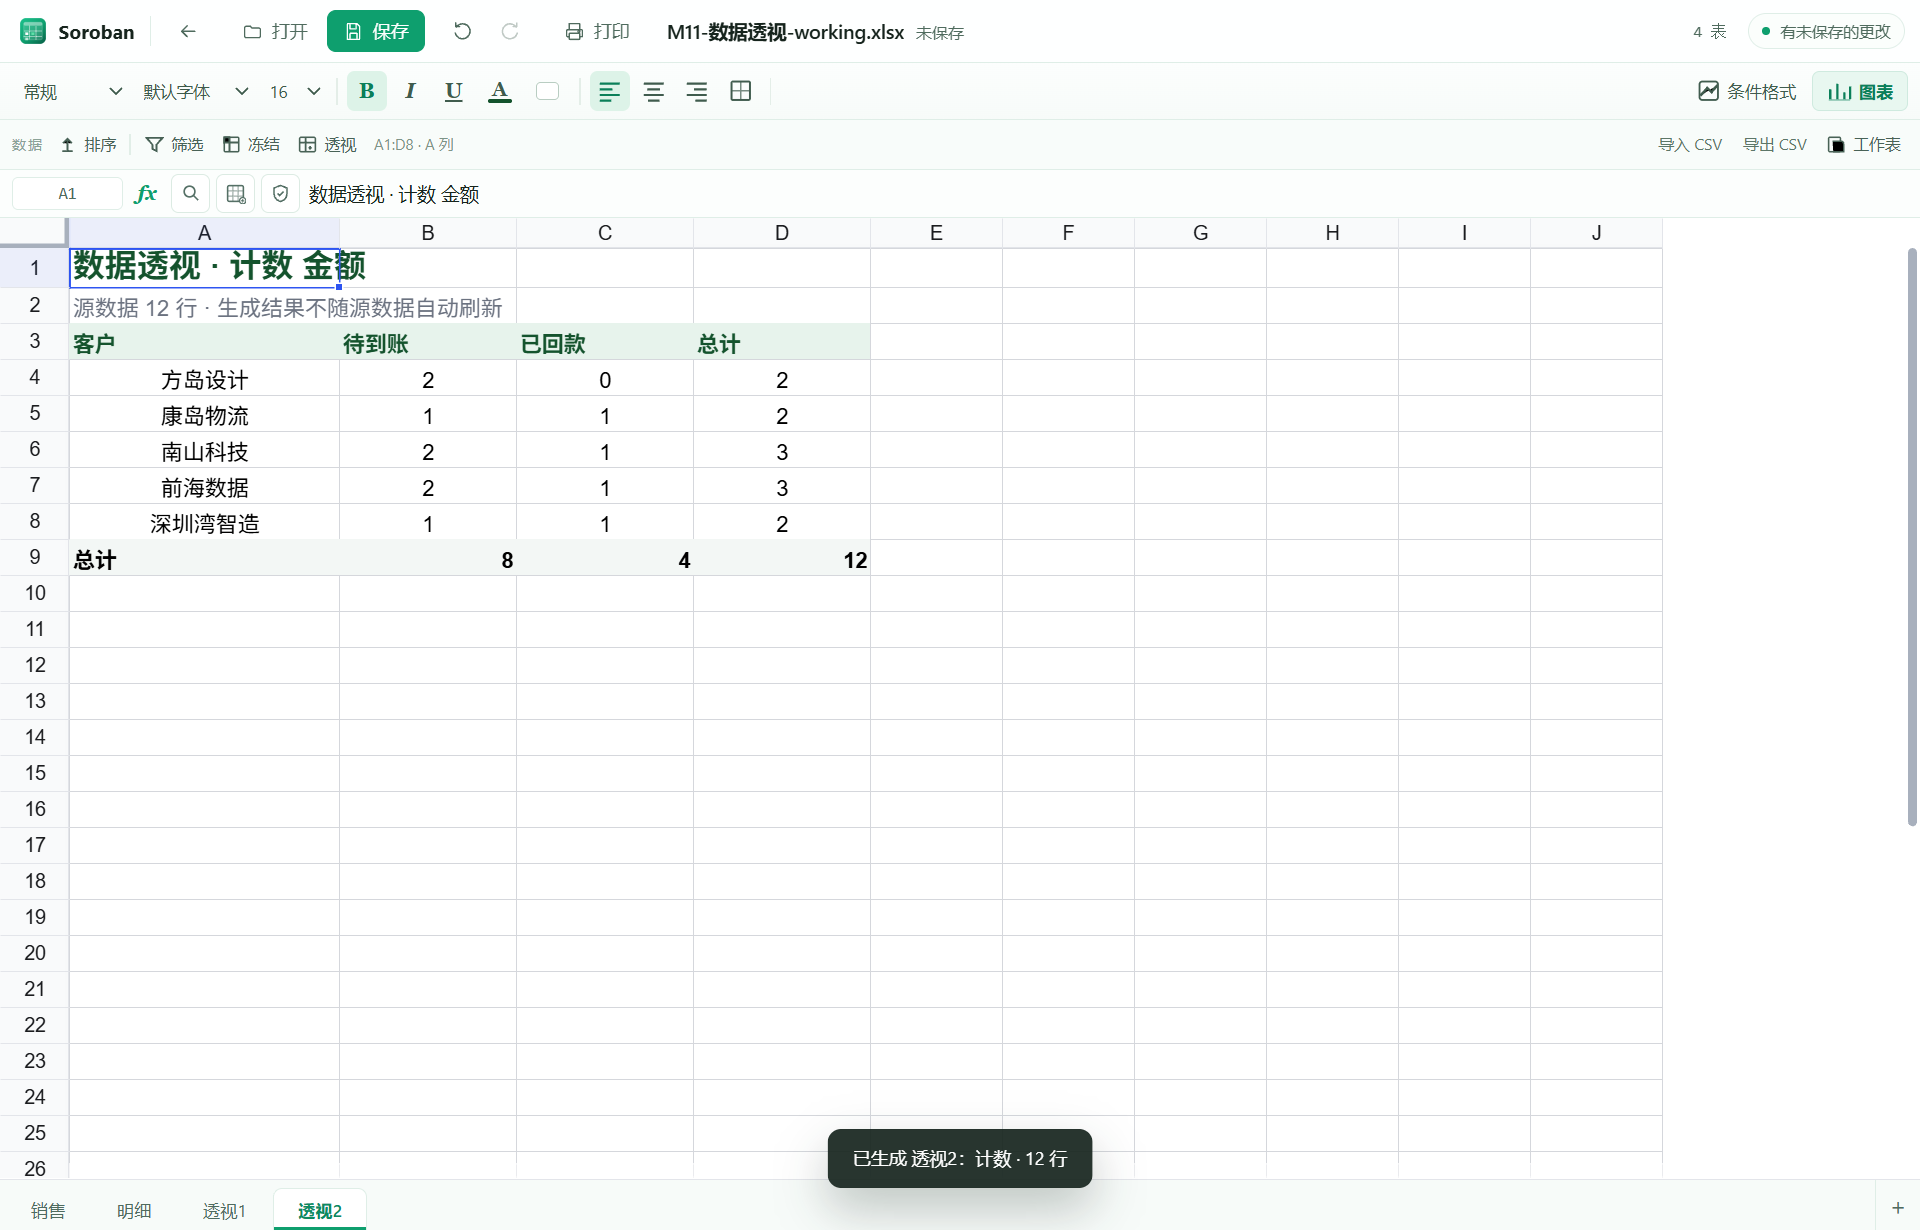 Soroban
打开
保存
打印
M11-数据透视-working.xlsx 未保存
4 表
有未保存的更改
常规
默认字体
16
B
I
U
A
条件格式
图表
数据
排序
筛选
冻结
透视
A1:D8 · A 列
导入 CSV
导出 CSV
工作表
A1
fx
数据透视 · 计数 金额
A B C D E F G H I J
1 数据透视 · 计数 金额
2 源数据 12 行 · 生成结果不随源数据自动刷新
3 客户 待到账 已回款 总计
4 方岛设计 2 0 2
5 康岛物流 1 1 2
6 南山科技 2 1 3
7 前海数据 2 1 3
8 深圳湾智造 1 1 2
9 总计 8 4 12
10
11
12
13
14
15
16
17
18
19
20
21
22
23
24
25
26
已生成 透视2：计数 · 12 行
销售
明细
透视1
透视2
+